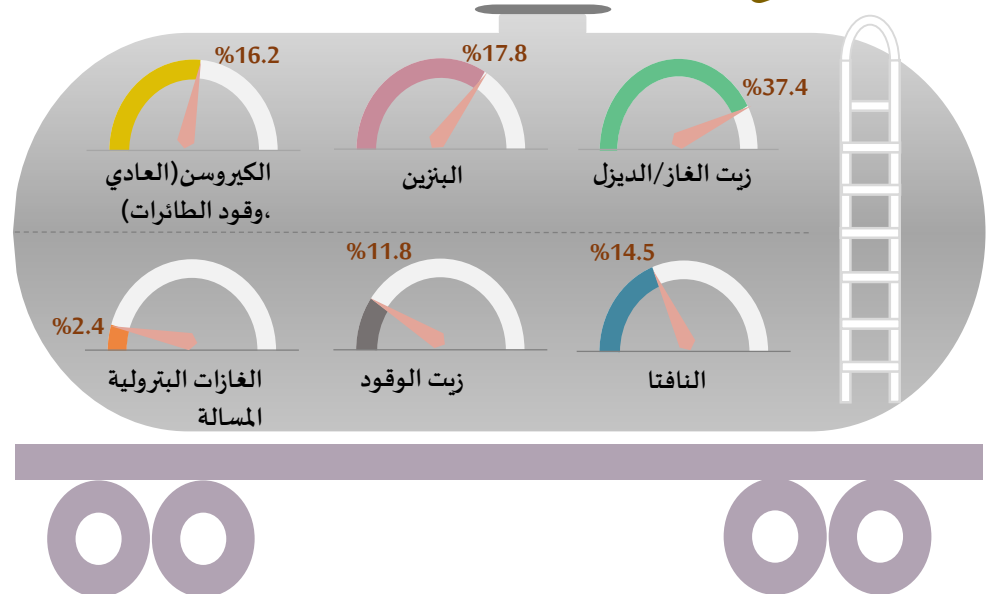 %37.4
زيت الغاز/الديزل
%17.8
البنزين
%16.2
الكيروسن(العادي
،وقود الطائرات)
%14.5
النافتا
%11.8
زيت الوقود
%2.4
الغازات البترولية
المسالة